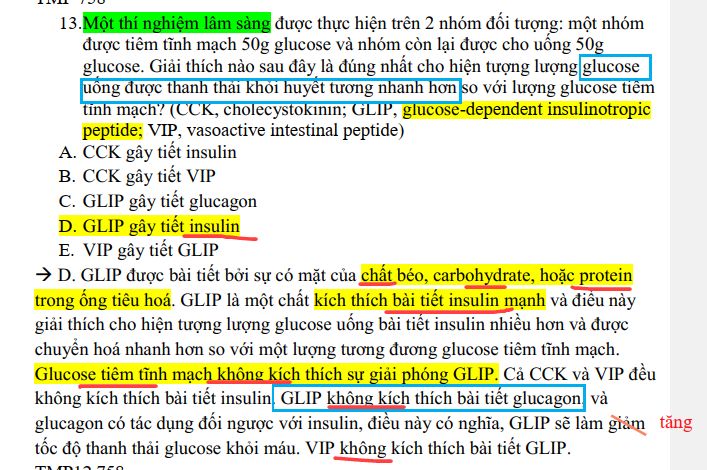 13. Một thí nghiệm lâm sàng được thực hiện trên 2 nhóm đối tượng: một nhóm
được tiêm tĩnh mạch 50g glucose và nhóm còn lại được cho uống 50g
glucose. Giải thích nào sau đây là đúng nhất cho hiện tượng lượng glucose
uống được thanh thải khỏi huyết tương nhanh hơn so với lượng glucose tiêm
tĩnh mạch? (CCK, cholecystokinin; GLIP, glucose-dependent insulinotropic
peptide; VIP, vasoactive intestinal peptide)
A. CCK gây tiết insulin
B. CCK gây tiết VIP
C. GLIP gây tiết glucagon
D. GLIP gây tiết insulin
E. VIP gây tiết GLIP
→ D. GLIP được bài tiết bởi sự có mặt của chất béo, carbohydrate, hoặc protein
trong ống tiêu hoá. GLIP là một chất kích thích bài tiết insulin mạnh và điều này
giải thích cho hiện tượng lượng glucose uống bài tiết insulin nhiều hơn và được
chuyển hoá nhanh hơn so với một lượng tương đương glucose tiêm tĩnh mạch.
Glucose tiêm tĩnh mạch không kích thích sự giải phóng GLIP. Cả CCK và VIP đều
không kích thích bài tiết insulin. GLIP không kích thích bài tiết glucagon, và
glucagon có tác dụng đối ngược với insulin, điều này có nghĩa, GLIP sẽ làm giảm tăng
tốc độ thanh thải glucose khỏi máu. VIP không kích thích bài tiết GLIP.